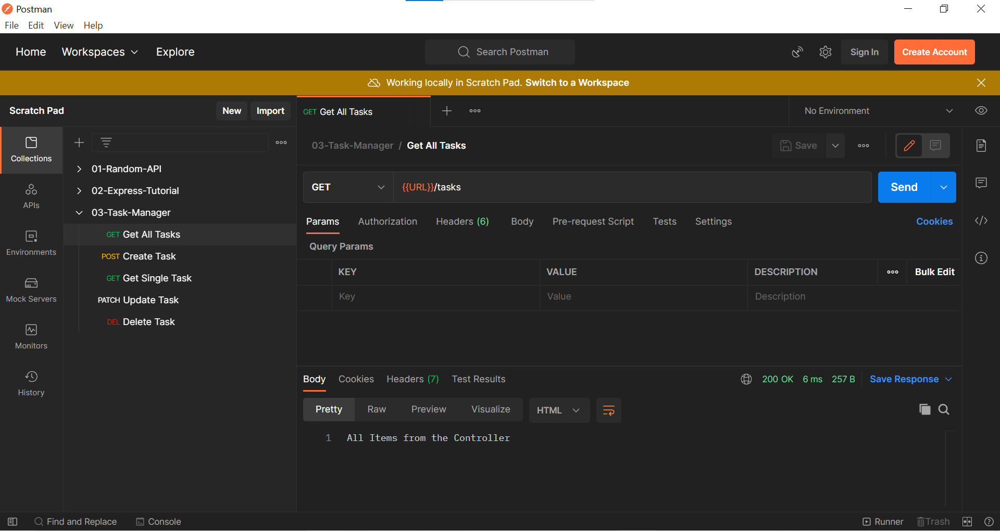 Postman
File Edit View Help
Home Workspaces Explore Search Postman Sign In Create Account
Working locally in Scratch Pad. Switch to a Workspace
Scratch Pad New Import GET Get All Tasks No Environment
Collections
APIs
Environments
Mock Servers
Monitors
History
01-Random-API
02-Express-Tutorial
03-Task-Manager
GET Get All Tasks
POST Create Task
GET Get Single Task
PATCH Update Task
DEL Delete Task
03-Task-Manager / Get All Tasks Save
GET {{URL}}/tasks Send
Params Authorization Headers (6) Body Pre-request Script Tests Settings Cookies
Query Params
KEY VALUE DESCRIPTION Bulk Edit
Key Value Description
Body Cookies Headers (7) Test Results 200 OK 6 ms 257 B Save Response
Pretty Raw Preview Visualize HTML
1 All Items from the Controller
Find and Replace Console Runner Trash